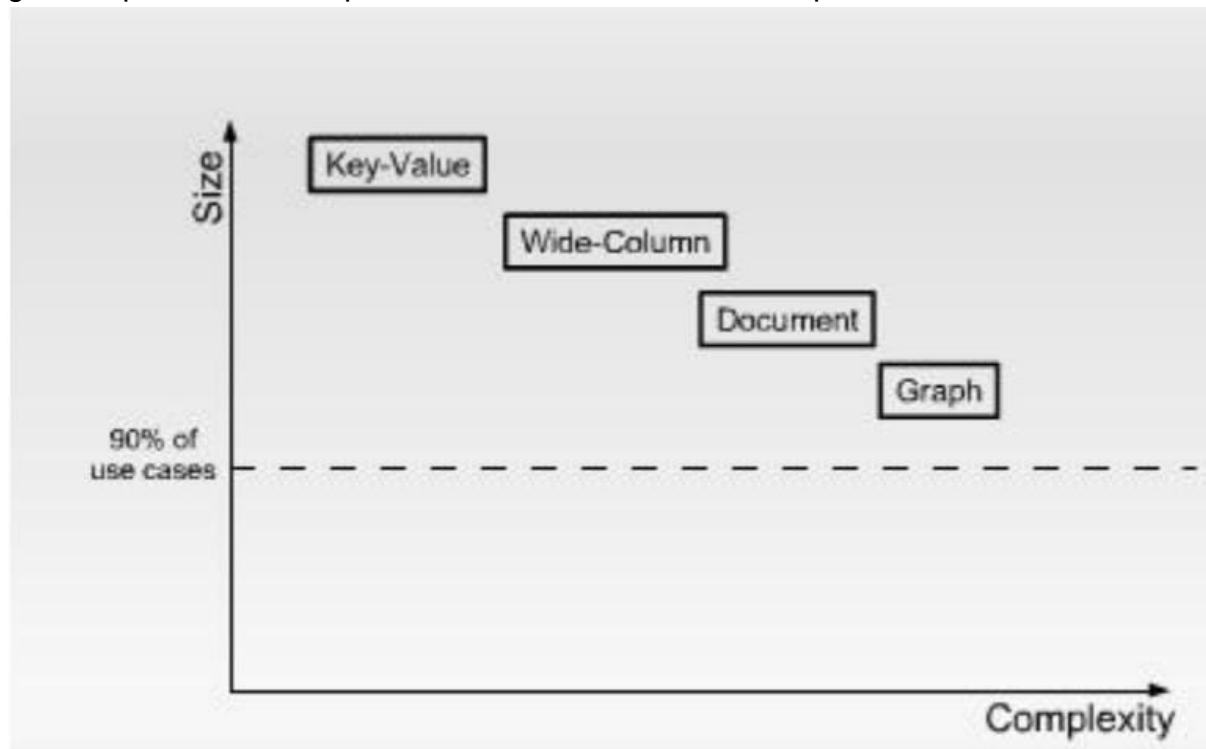 Size
Key-Value
Wide-Column
Document
Graph
90% of
use cases
Complexity